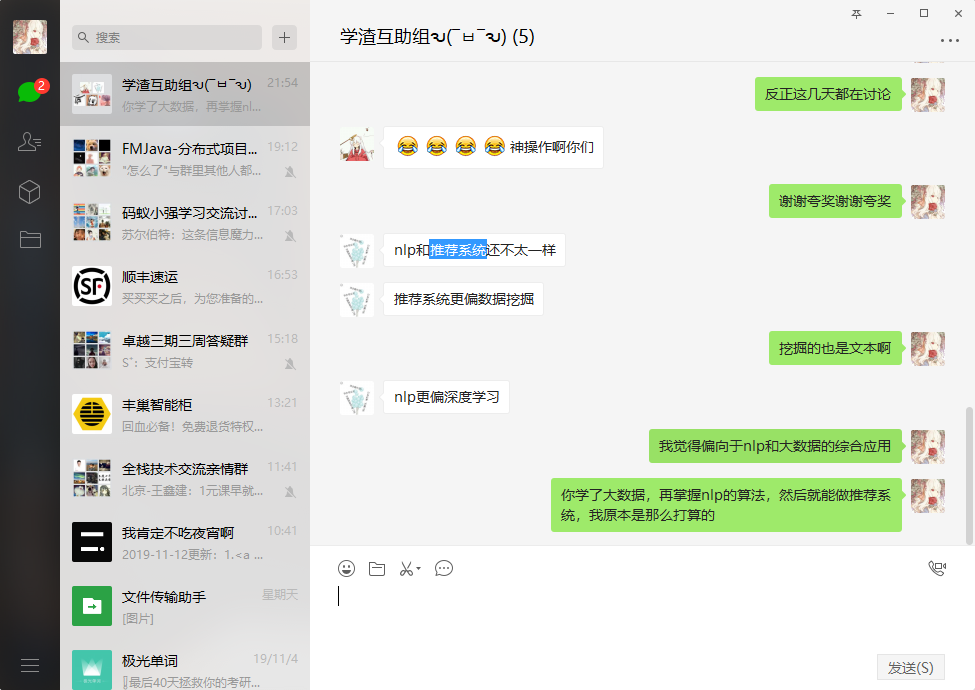 2
搜索
学渣互助组ԅ(¯ㅂ¯ԅ) 21:54
你学了大数据，再掌握nl...
FMJava-分布式项目... 19:12
"怎么了"与群里其他人都...
码蚁小强学习交流讨... 17:03
苏尔伯特：这条信息魔力...
顺丰速运 16:53
买买买之后，为您准备的...
卓越三期三周答疑群 15:18
S˚：支付宝转
丰巢智能柜 13:21
回血必备！免费退货特权...
全栈技术交流亲情群 11:41
北京-王鑫建：1元课早就...
我肯定不吃夜宵啊 10:41
2019-11-12更新：1.<a ...
文件传输助手 星期天
[图片]
极光单词 19/11/4
最后40天拯救你的考研...
学渣互助组ԅ(¯ㅂ¯ԅ) (5)
反正这几天都在讨论
😂 😂 😂 😂 神操作啊你们
谢谢夸奖谢谢夸奖
nlp和推荐系统还不太一样
推荐系统更偏数据挖掘
挖掘的也是文本啊
nlp更偏深度学习
我觉得偏向于nlp和大数据的综合应用
你学了大数据，再掌握nlp的算法，然后就能做推荐系
统，我原本是那么打算的
发送(S)